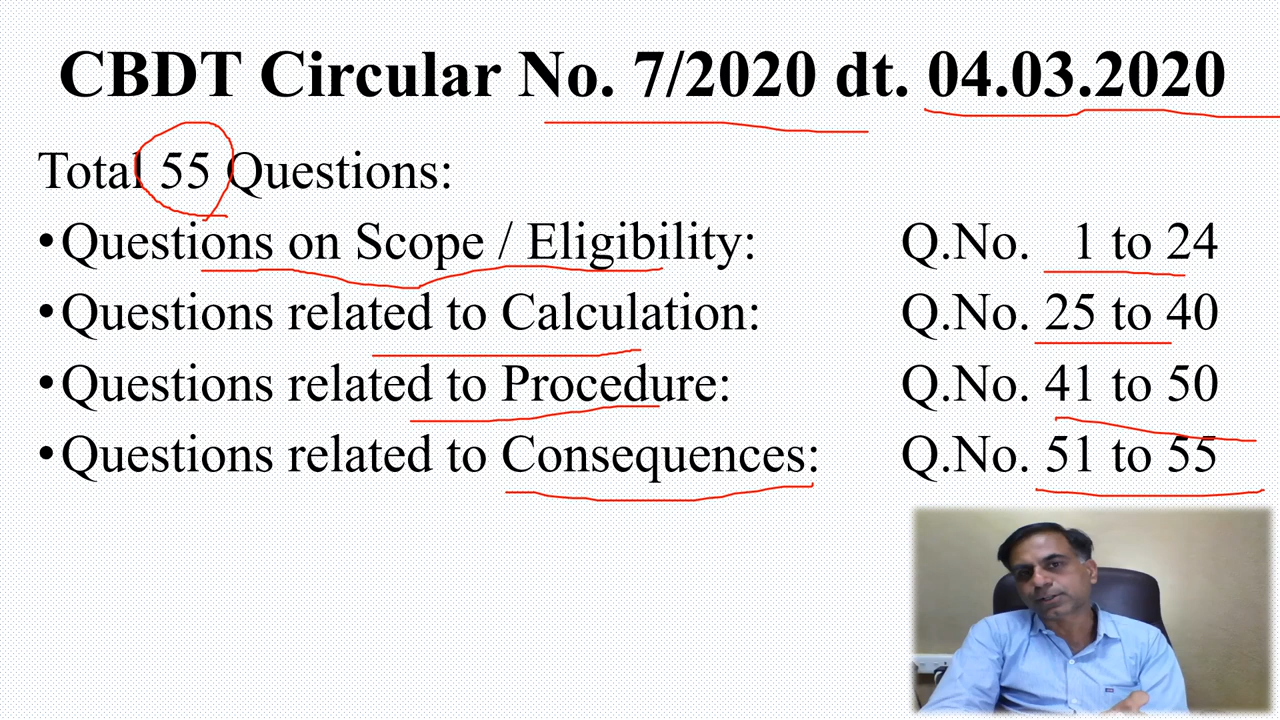 CBDT Circular No. 7/2020 dt. 04.03.2020
Total 55 Questions:
•Questions on Scope / Eligibility: Q.No. 1 to 24
•Questions related to Calculation: Q.No. 25 to 40
•Questions related to Procedure: Q.No. 41 to 50
•Questions related to Consequences: Q.No. 51 to 55